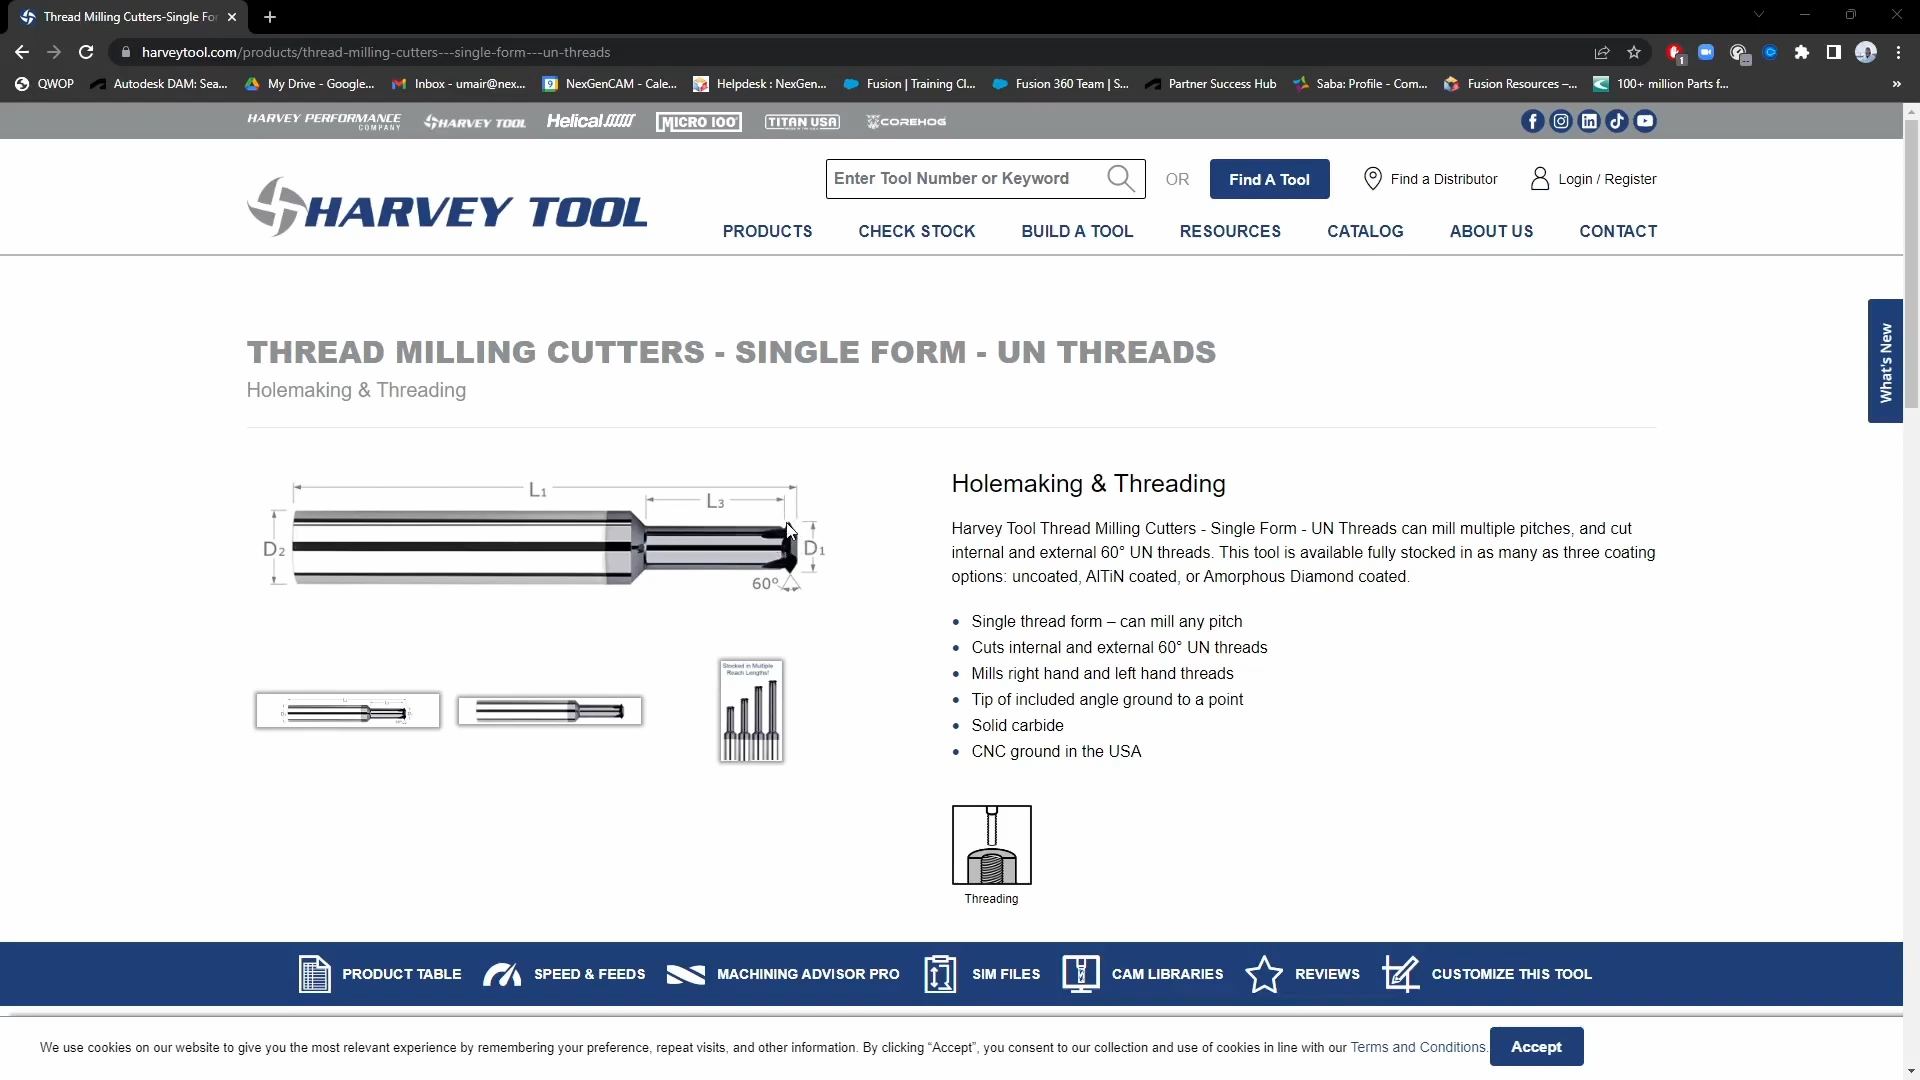 Thread Milling Cutters-Single For
harveytool.com/products/thread-milling-cutters---single-form---un-threads
1
QWOP
Autodesk DAM: Sea...
My Drive - Google...
Inbox - umair@nex...
9
NexGenCAM - Cale...
Helpdesk : NexGen...
Fusion | Training Cl...
Fusion 360 Team | S...
Partner Success Hub
Saba: Profile - Com...
Fusion Resources –...
100+ million Parts f...
»
HARVEY PERFORMANCE
COMPANY
HARVEY TOOL
Helical
MICRO 100
TITAN USA
COREHOG
Enter Tool Number or Keyword
OR
Find A Tool
Find a Distributor
Login / Register
HARVEY TOOL
PRODUCTS
CHECK STOCK
BUILD A TOOL
RESOURCES
CATALOG
ABOUT US
CONTACT
What's New
THREAD MILLING CUTTERS - SINGLE FORM - UN THREADS
Holemaking & Threading
L1
L3
D2
D1
60°
Stocked in Multiple
Reach Lengths!
Holemaking & Threading
Harvey Tool Thread Milling Cutters - Single Form - UN Threads can mill multiple pitches, and cut
internal and external 60° UN threads. This tool is available fully stocked in as many as three coating
options: uncoated, AlTiN coated, or Amorphous Diamond coated.
• Single thread form – can mill any pitch
• Cuts internal and external 60° UN threads
• Mills right hand and left hand threads
• Tip of included angle ground to a point
• Solid carbide
• CNC ground in the USA
Threading
PRODUCT TABLE
SPEED & FEEDS
MACHINING ADVISOR PRO
SIM FILES
CAM LIBRARIES
REVIEWS
CUSTOMIZE THIS TOOL
We use cookies on our website to give you the most relevant experience by remembering your preference, repeat visits, and other information. By clicking “Accept”, you consent to our collection and use of cookies in line with our Terms and Conditions.
Accept